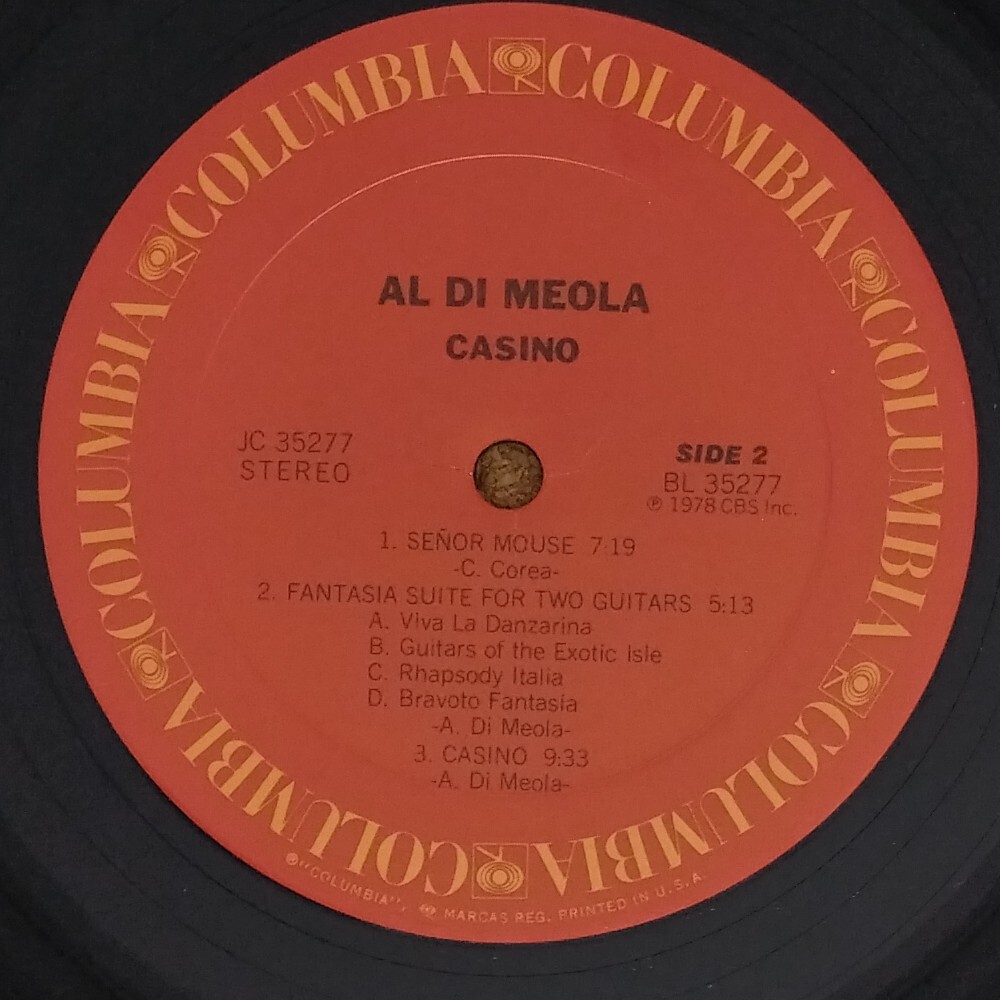 COLUMBIA COLUMBIA COLUMBIA COLUMBIA COLUMBIA COLUMBIA
AL DI MEOLA
CASINO
JC 35277
STEREO
SIDE 2
BL 35277
℗ 1978 CBS Inc.
1. SEÑOR MOUSE 7:19
-C. Corea-
2. FANTASIA SUITE FOR TWO GUITARS 5:13
A. Viva La Danzarina
B. Guitars of the Exotic Isle
C. Rhapsody Italia
D. Bravoto Fantasia
-A. Di Meola-
3. CASINO 9:33
-A. Di Meola-
®"COLUMBIA", MARCAS REG. PRINTED IN U.S.A.